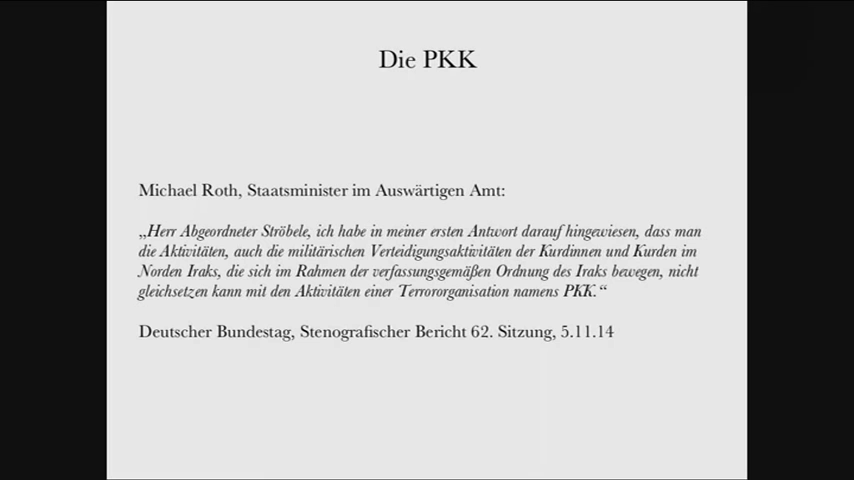 Die PKK
Michael Roth, Staatsminister im Auswärtigen Amt:
„Herr Abgeordneter Ströbele, ich habe in meiner ersten Antwort darauf hingewiesen, dass man
die Aktivitäten, auch die militärischen Verteidigungsaktivitäten der Kurdinnen und Kurden im
Norden Iraks, die sich im Rahmen der verfassungsgemäßen Ordnung des Iraks bewegen, nicht
gleichsetzen kann mit den Aktivitäten einer Terrororganisation namens PKK.“
Deutscher Bundestag, Stenografischer Bericht 62. Sitzung, 5.11.14